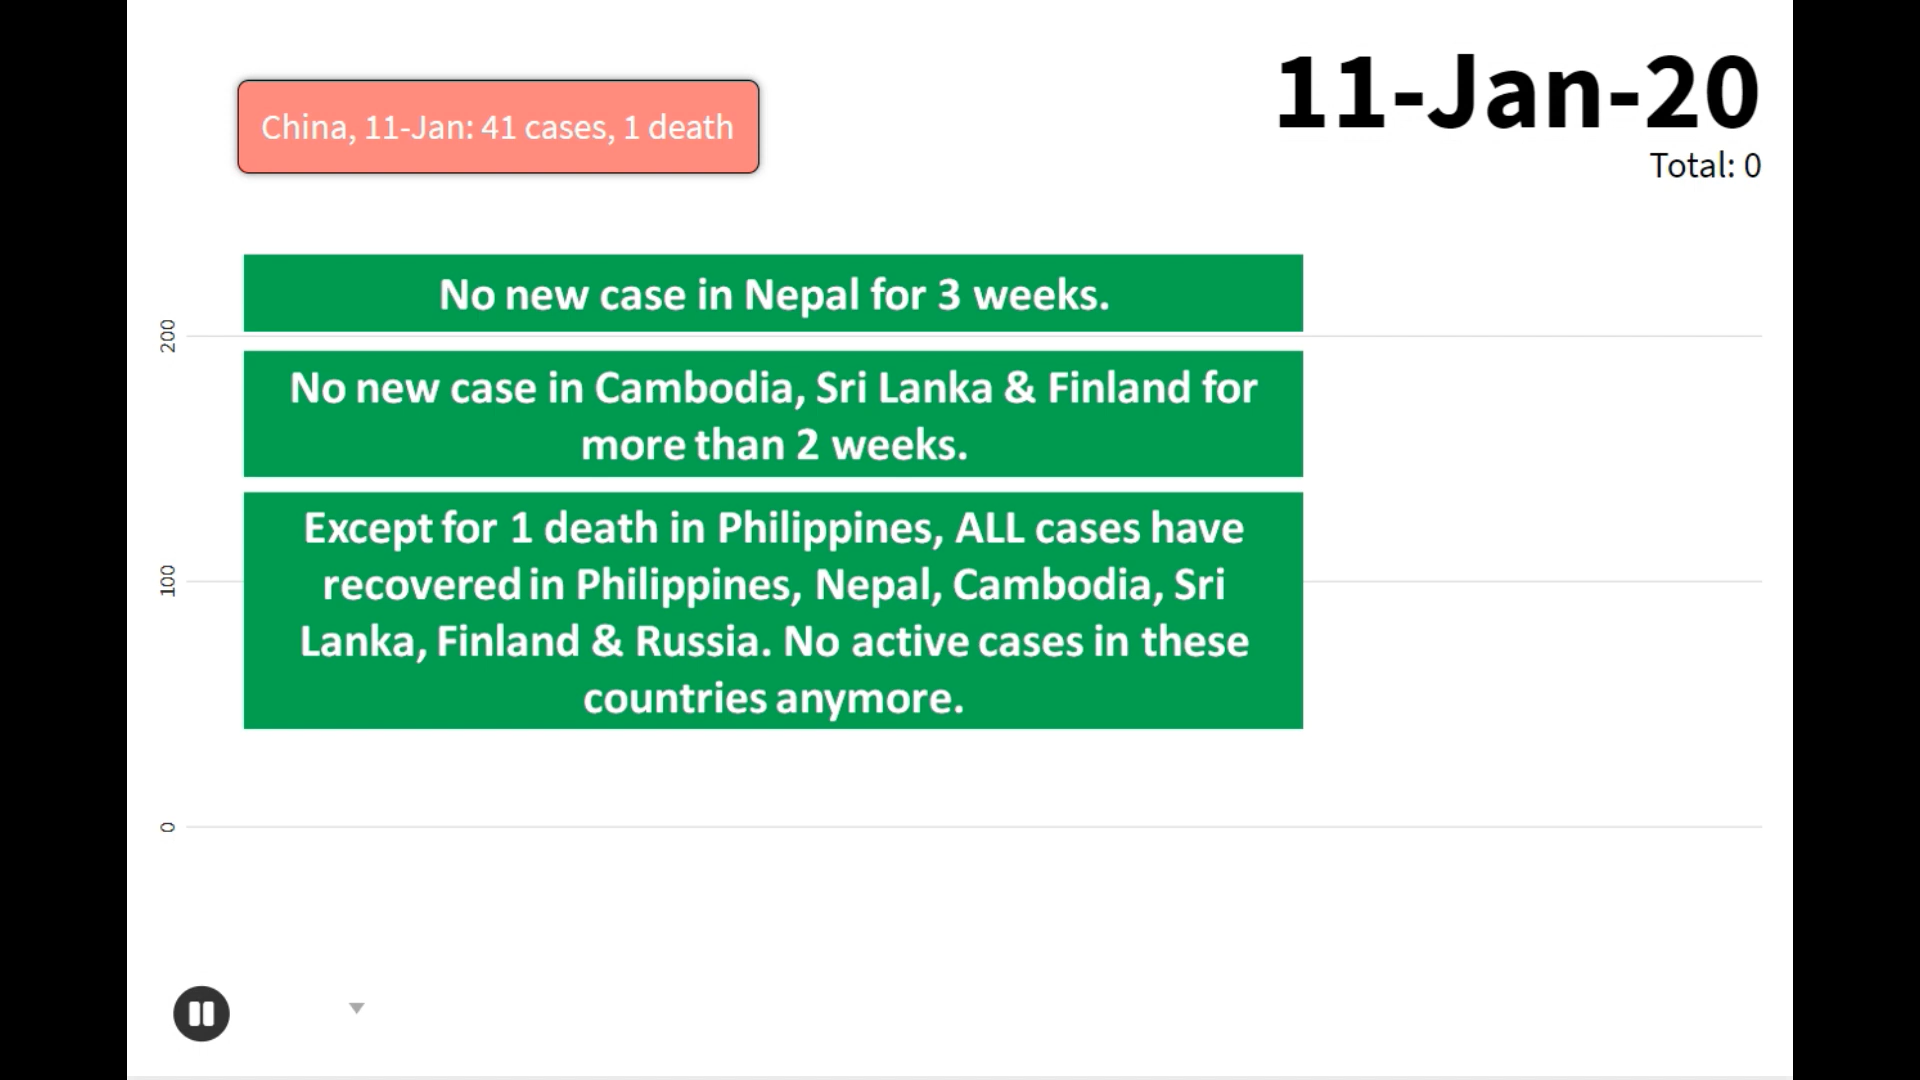 11-Jan-20
China, 11-Jan: 41 cases, 1 death
Total: 0
No new case in Nepal for 3 weeks.
200
No new case in Cambodia, Sri Lanka & Finland for
more than 2 weeks.
Except for 1 death in Philippines, ALL cases have
100
recovered in Philippines, Nepal, Cambodia, Sri
Lanka, Finland & Russia. No active cases in these
countries anymore.
0